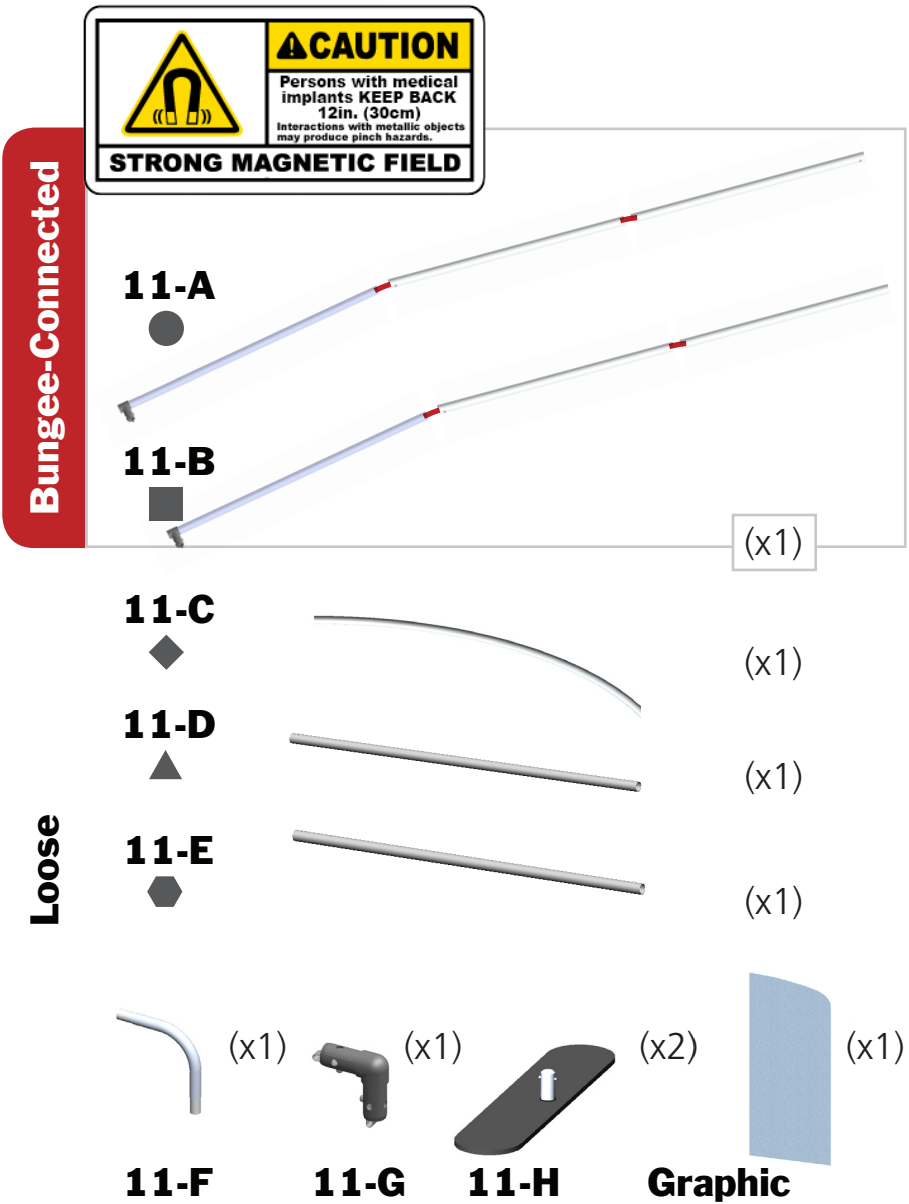 CAUTION
Persons with medical
implants KEEP BACK
12in. (30cm)
Interactions with metallic objects
may produce pinch hazards.
STRONG MAGNETIC FIELD
Bungee-Connected
11-A
11-B
(x1)
11-C
(x1)
11-D
(x1)
Loose
11-E
(x1)
(x1)
(x1)
(x2)
(x1)
11-F
11-G
11-H
Graphic